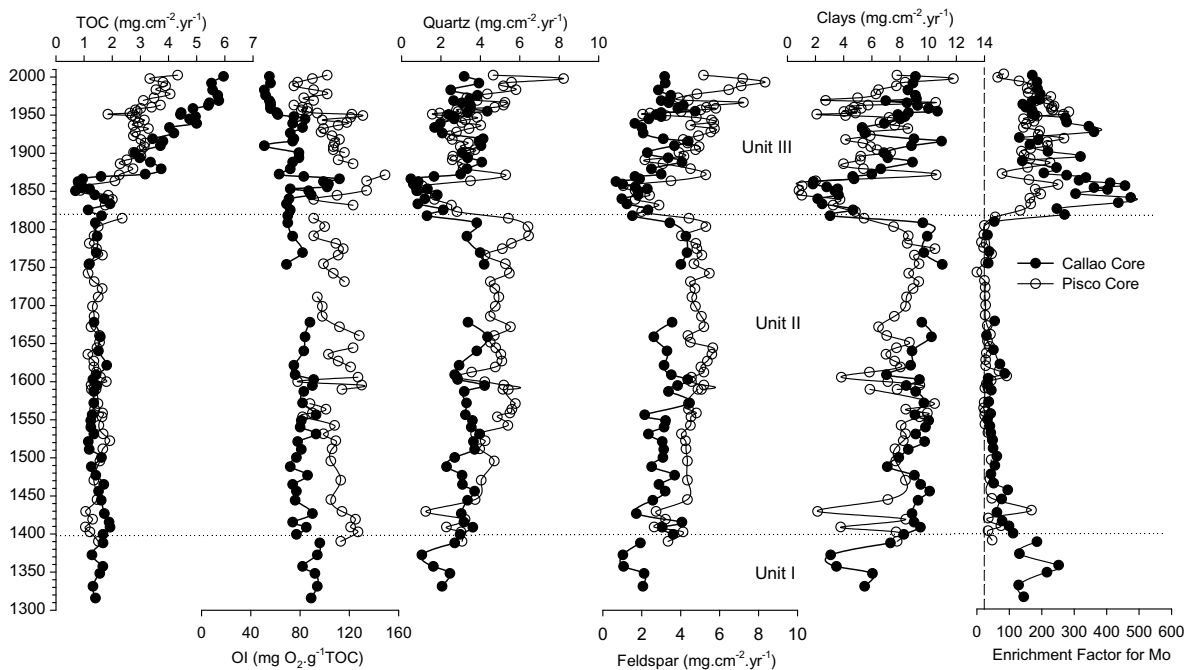 TOC (mg.cm-2.yr-1) Quartz (mg.cm-2.yr-1) Clays (mg.cm-2.yr-1)
0 1 2 3 4 5 6 7 0 2 4 6 8 10 0 2 4 6 8 10 12 14
2000
1950
1900
1850
1800
1750
1700
1650
1600
1550
1500
1450
1400
1350
1300
Unit III
Unit II
Unit I
Callao Core
Pisco Core
0 40 80 120 160 0 2 4 6 8 10 0 100 200 300 400 500 600
OI (mg O2.g-1TOC) Feldspar (mg.cm-2.yr-1) Enrichment Factor for Mo